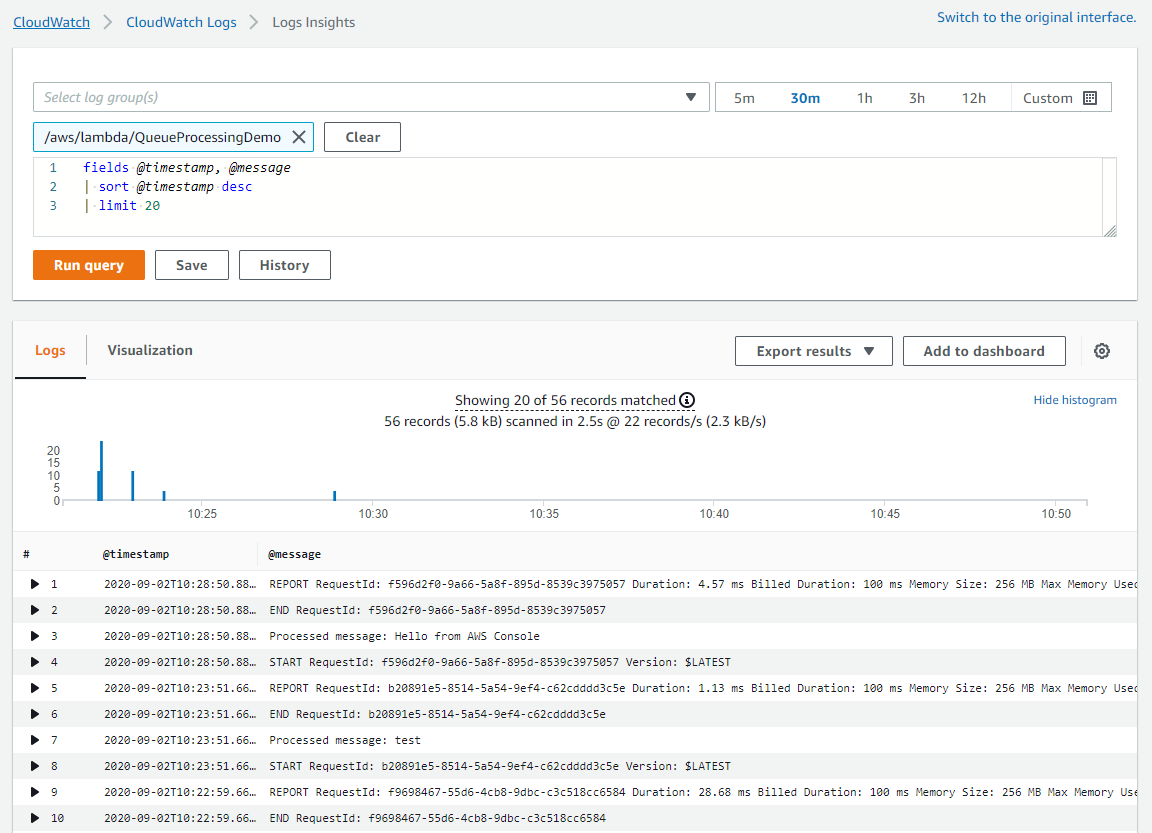 CloudWatch > CloudWatch Logs > Logs Insights
Switch to the original interface.
Select log group(s)
5m 30m 1h 3h 12h Custom
/aws/lambda/QueueProcessingDemo
Clear
1 fields @timestamp, @message
2 | sort @timestamp desc
3 | limit 20
Run query Save History
Logs Visualization Export results Add to dashboard
Showing 20 of 56 records matched
Hide histogram
56 records (5.8 kB) scanned in 2.5s @ 22 records/s (2.3 kB/s)
20
15
10
5
0
10:25 10:30 10:35 10:40 10:45 10:50
# @timestamp @message
1 2020-09-02T10:28:50.88… REPORT RequestId: f596d2f0-9a66-5a8f-895d-8539c3975057 Duration: 4.57 ms Billed Duration: 100 ms Memory Size: 256 MB Max Memory Used
2 2020-09-02T10:28:50.88… END RequestId: f596d2f0-9a66-5a8f-895d-8539c3975057
3 2020-09-02T10:28:50.88… Processed message: Hello from AWS Console
4 2020-09-02T10:28:50.88… START RequestId: f596d2f0-9a66-5a8f-895d-8539c3975057 Version: $LATEST
5 2020-09-02T10:23:51.66… REPORT RequestId: b20891e5-8514-5a54-9ef4-c62cdddd3c5e Duration: 1.13 ms Billed Duration: 100 ms Memory Size: 256 MB Max Memory Used
6 2020-09-02T10:23:51.66… END RequestId: b20891e5-8514-5a54-9ef4-c62cdddd3c5e
7 2020-09-02T10:23:51.66… Processed message: test
8 2020-09-02T10:23:51.66… START RequestId: b20891e5-8514-5a54-9ef4-c62cdddd3c5e Version: $LATEST
9 2020-09-02T10:22:59.66… REPORT RequestId: f9698467-55d6-4cb8-9dbc-c3c518cc6584 Duration: 28.68 ms Billed Duration: 100 ms Memory Size: 256 MB Max Memory Use
10 2020-09-02T10:22:59.66… END RequestId: f9698467-55d6-4cb8-9dbc-c3c518cc6584